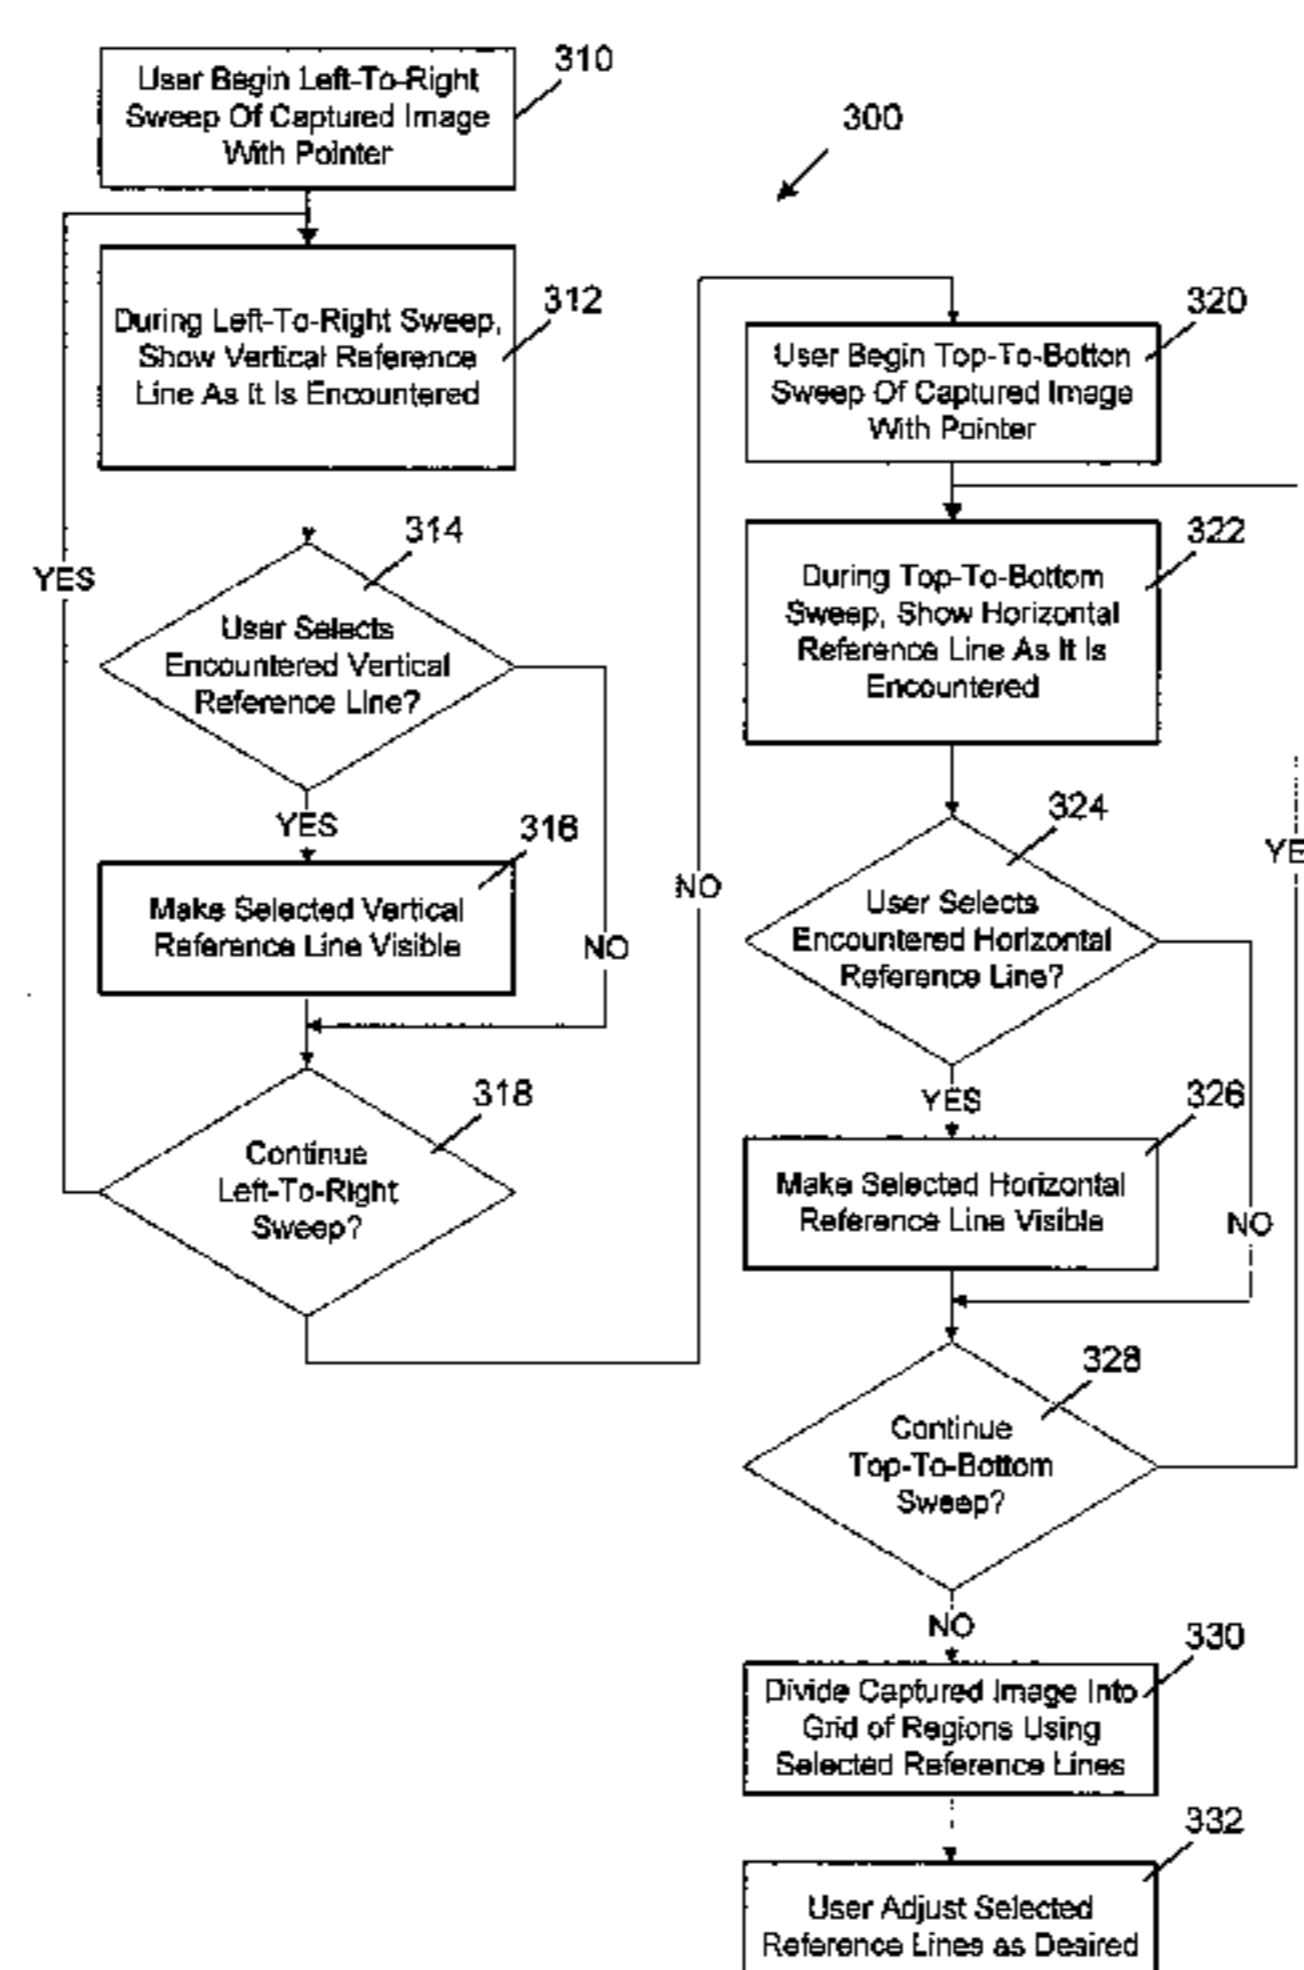 310
User Begin Left-To-Right
Sweep Of Captured Image
With Pointer
300
312
During Left-To-Right Sweep,
Show Vertical Reference
Line As It Is Encountered
314
YES
User Selects
Encountered Vertical
Reference Line?
YES
316
Make Selected Vertical
Reference Line Visible
NO
318
Continue
Left-To-Right
Sweep?
NO
320
User Begin Top-To-Botton
Sweep Of Captured Image
With Pointer
322
During Top-To-Bottom
Sweep, Show Horizontal
Reference Line As It Is
Encountered
324
YE
User Selects
Encountered Horizontal
Reference Line?
YES
326
Make Selected Horizontal
Reference Line Visible
NO
328
Continue
Top-To-Bottom
Sweep?
NO
330
Divide Captured Image Into
Grid of Regions Using
Selected Reference Lines
332
User Adjust Selected
Reference Lines as Desired